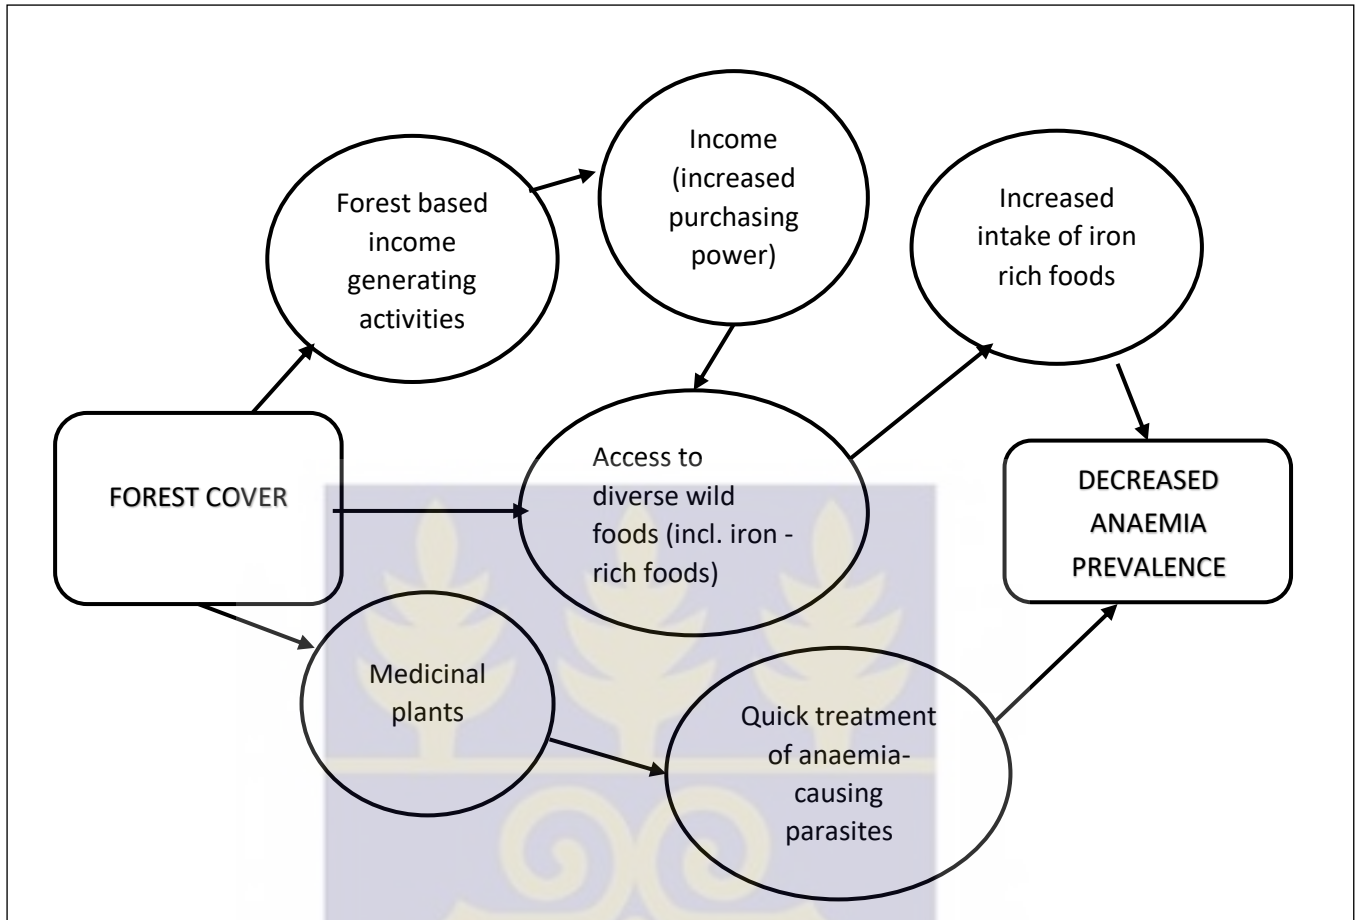 Forest based
income
generating
activities
Income
(increased
purchasing
power)
Increased
intake of iron
rich foods
FOREST COVER
Access to
diverse wild
foods (incl. iron -
rich foods)
DECREASED
ANAEMIA
PREVALENCE
Medicinal
plants
Quick treatment
of anaemia-
causing
parasites